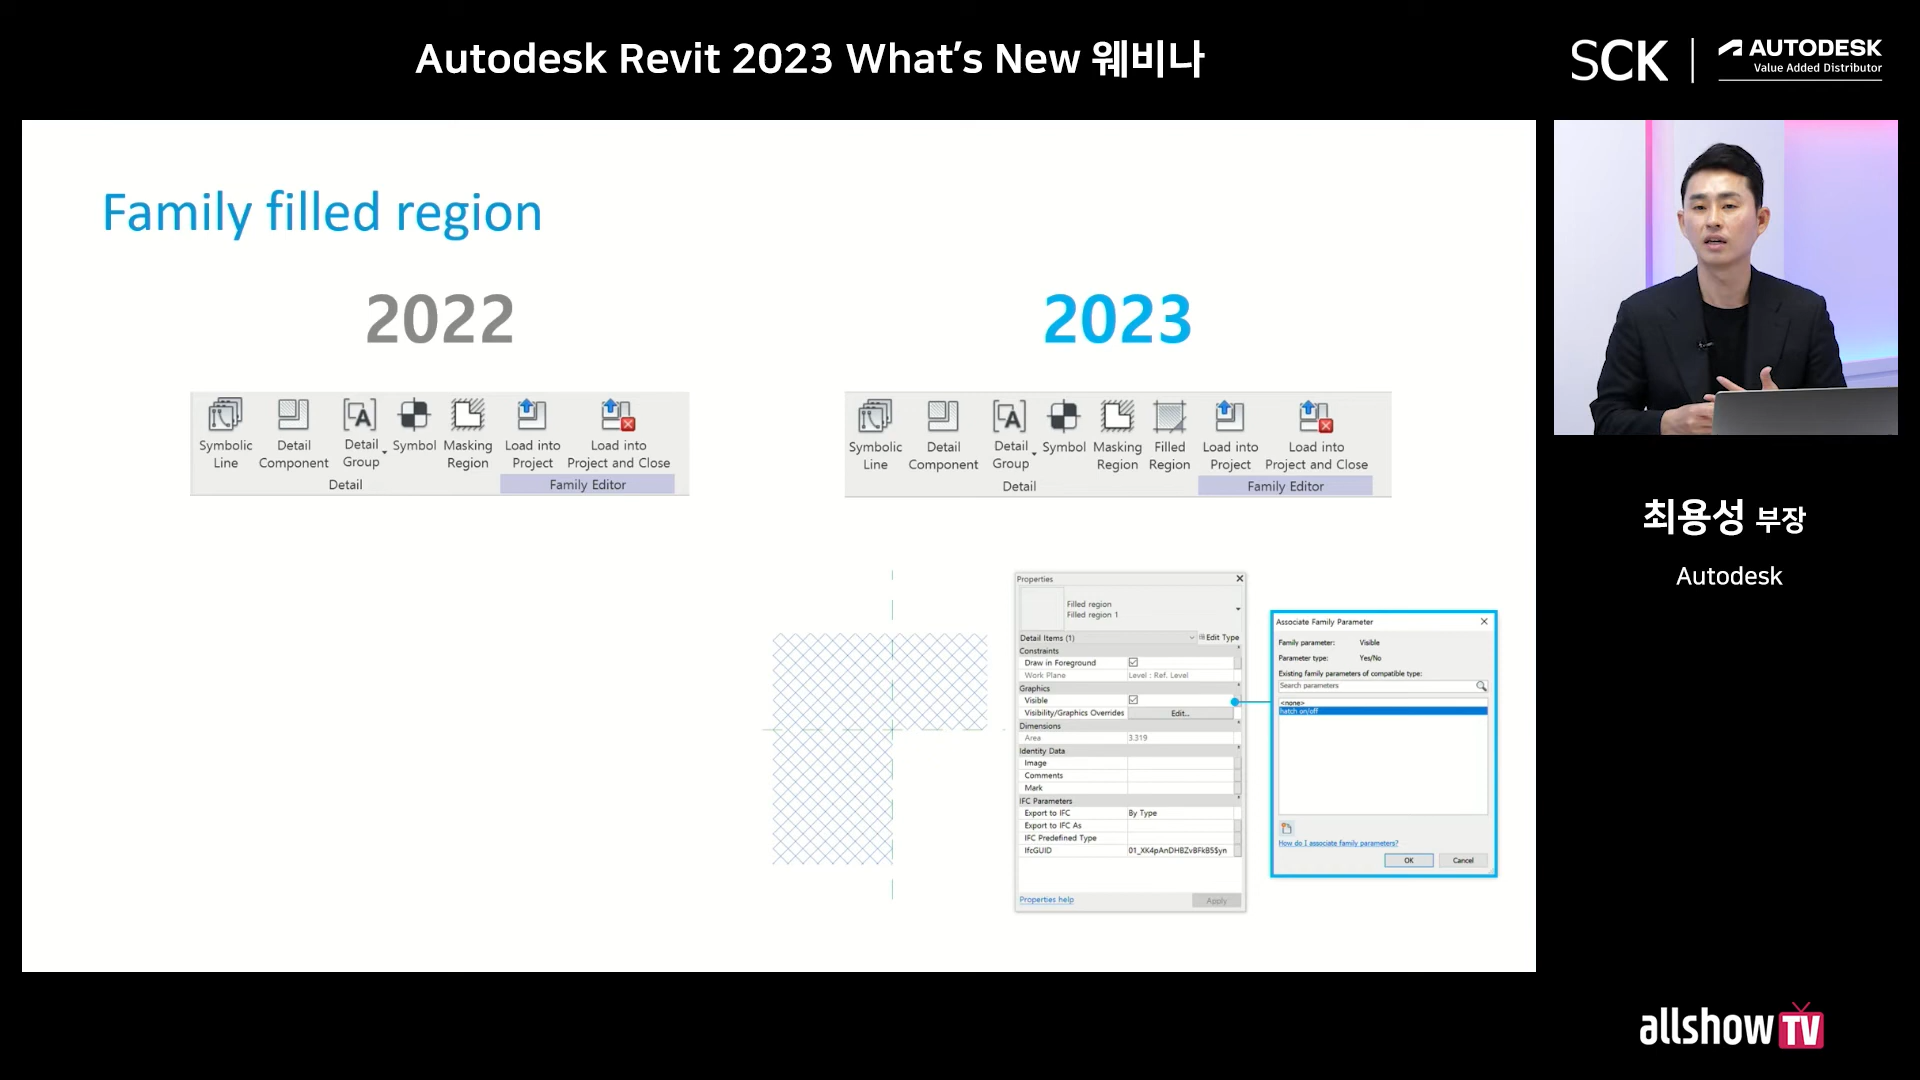 Autodesk Revit 2023 What's New 웨비나
SCK
AUTODESK
Value Added Distributor
Family filled region
2022
2023
Symbolic Line
Detail Component
Detail Group
Symbol
Masking Region
Load into Project
Load into Project and Close
Detail
Family Editor
Symbolic Line
Detail Component
Detail Group
Symbol
Masking Region
Filled Region
Load into Project
Load into Project and Close
Detail
Family Editor
Properties
Filled region
Filled region 1
Detail Items (1)
Edit Type
Constraints
Draw in Foreground
Work Plane Level : Ref. Level
Graphics
Visible
Visibility/Graphics Overrides Edit...
Dimensions
Area 3.319
Identity Data
Image
Comments
Mark
IFC Parameters
Export to IFC By Type
Export to IFC As
IFC Predefined Type
IfcGUID
Properties help
Apply
Associate Family Parameter
Family parameter: Visible
Parameter type: Yes/No
Existing family parameters of compatible type:
Search parameters
<none>
hatch on/off
How do I associate family parameters?
OK
Cancel
최용성 부장
Autodesk
allshow TV